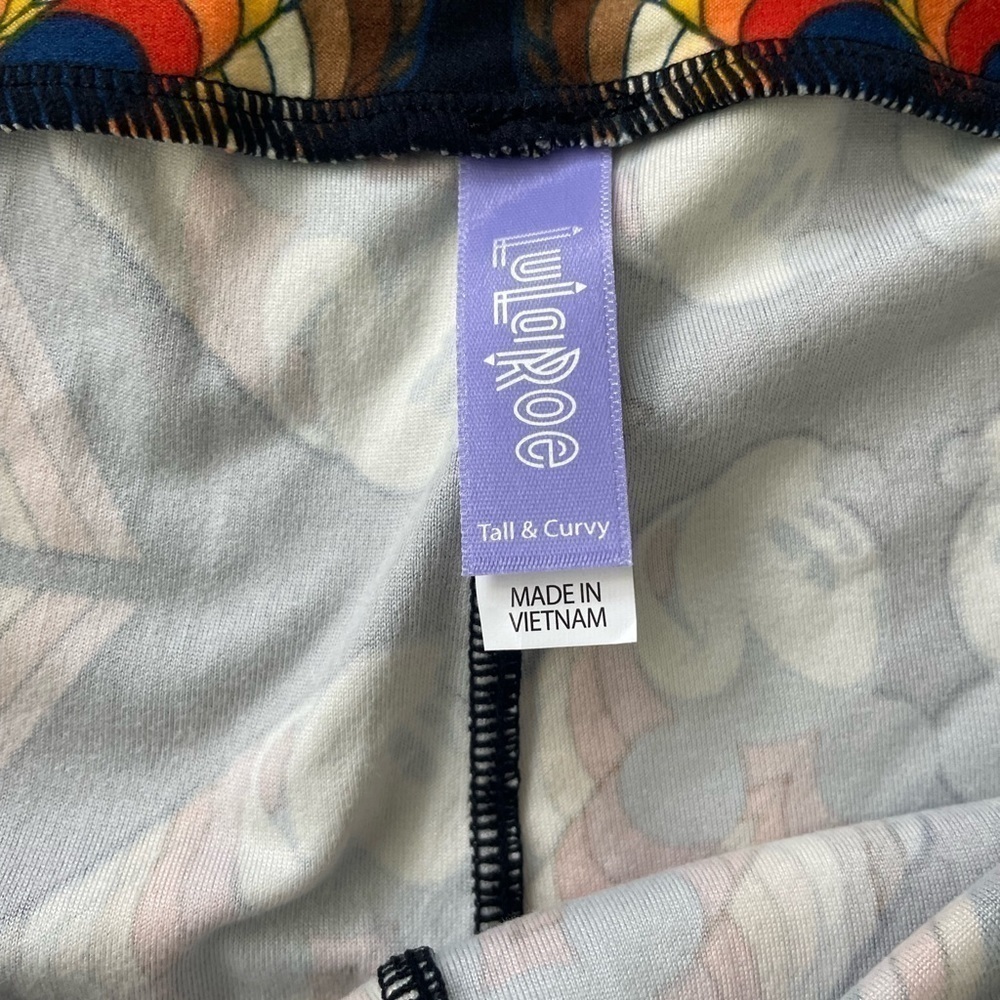 LuLaRoe
Tall & Curvy
MADE IN
VIETNAM